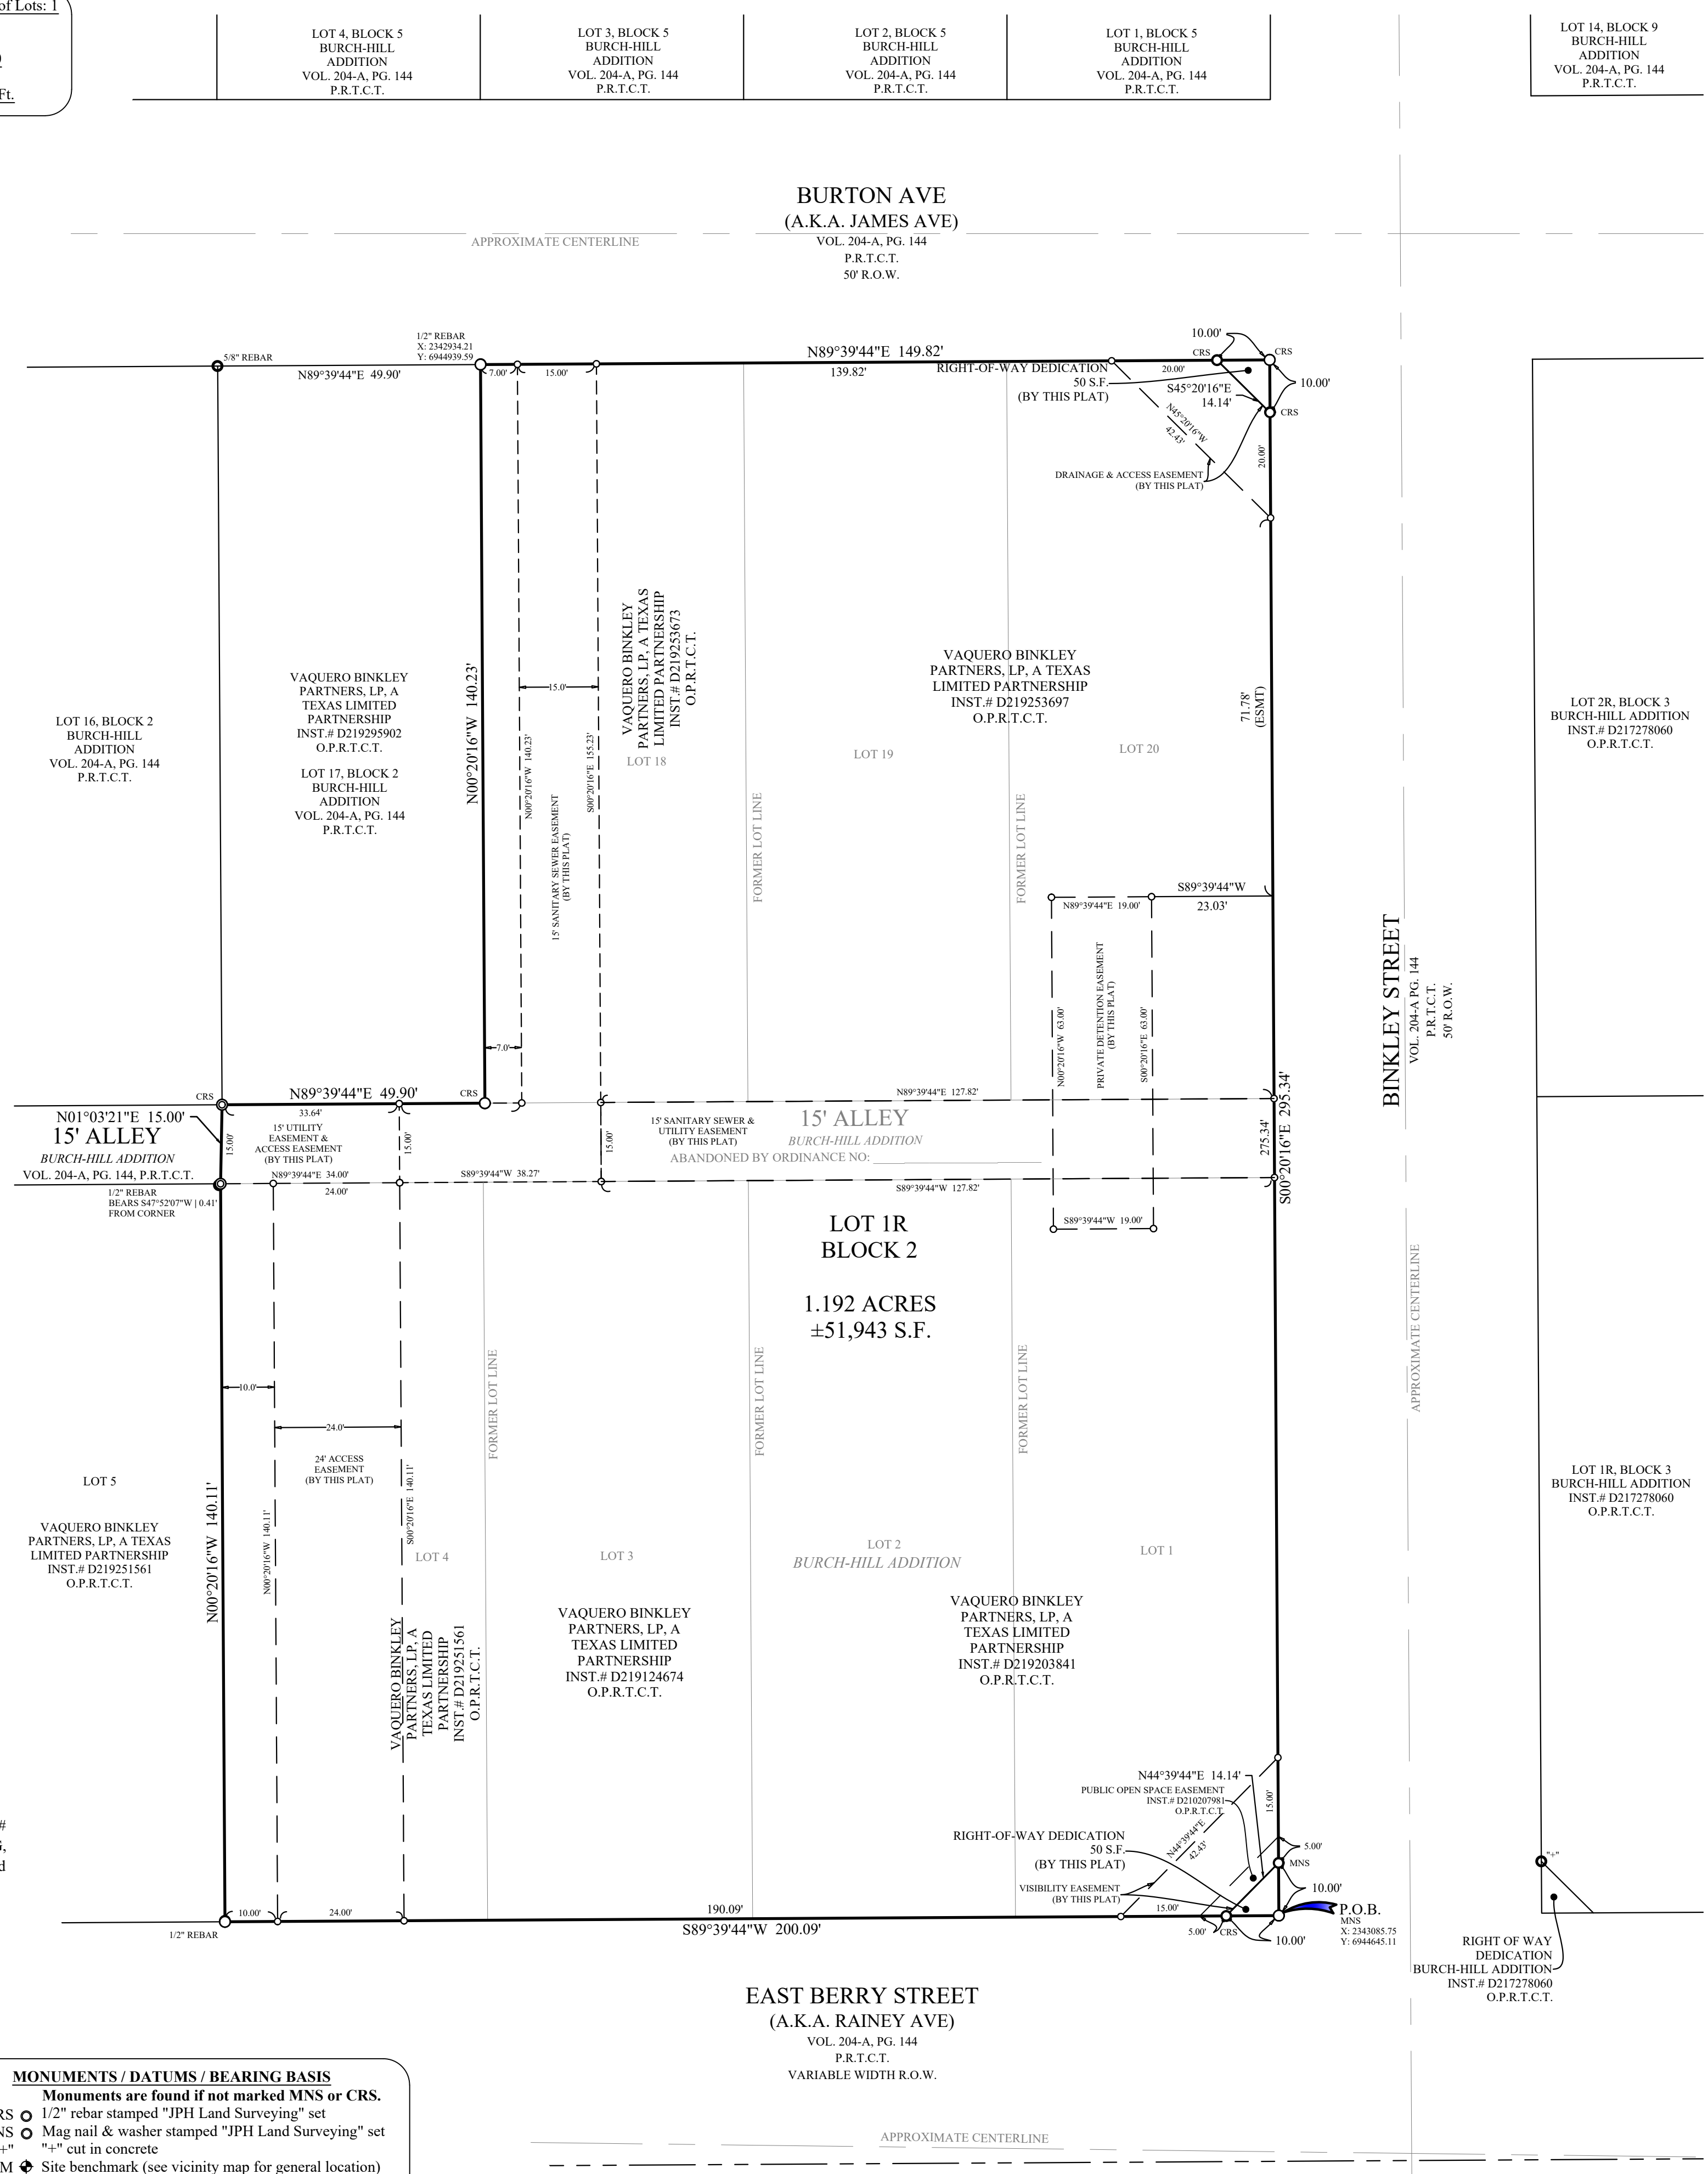 of Lots: 1
Ft.
LOT 4, BLOCK 5
BURCH-HILL
ADDITION
VOL. 204-A, PG. 144
P.R.T.C.T.
LOT 3, BLOCK 5
BURCH-HILL
ADDITION
VOL. 204-A, PG. 144
P.R.T.C.T.
LOT 2, BLOCK 5
BURCH-HILL
ADDITION
VOL. 204-A, PG. 144
P.R.T.C.T.
LOT 1, BLOCK 5
BURCH-HILL
ADDITION
VOL. 204-A, PG. 144
P.R.T.C.T.
LOT 14, BLOCK 9
BURCH-HILL
ADDITION
VOL. 204-A, PG. 144
P.R.T.C.T.
BURTON AVE
(A.K.A. JAMES AVE)
VOL. 204-A, PG. 144
P.R.T.C.T.
50' R.O.W.
APPROXIMATE CENTERLINE
5/8" REBAR
N89°39'44"E 49.90'
1/2" REBAR
X: 2342934.21
Y: 6944939.59
7.00'
15.00'
N89°39'44"E 149.82'
139.82'
RIGHT-OF-WAY DEDICATION
50 S.F.
(BY THIS PLAT)
20.00'
10.00'
CRS
CRS
10.00'
CRS
S45°20'16"E
14.14'
N45°20'16"W
42.43'
20.00'
DRAINAGE & ACCESS EASEMENT
(BY THIS PLAT)
LOT 16, BLOCK 2
BURCH-HILL
ADDITION
VOL. 204-A, PG. 144
P.R.T.C.T.
VAQUERO BINKLEY
PARTNERS, LP, A
TEXAS LIMITED
PARTNERSHIP
INST.# D219295902
O.P.R.T.C.T.
LOT 17, BLOCK 2
BURCH-HILL
ADDITION
VOL. 204-A, PG. 144
P.R.T.C.T.
N00°20'16"W 140.23'
15.0'
N00°20'16"W 140.23'
S00°20'16"E 155.23'
15' SANITARY SEWER EASEMENT
(BY THIS PLAT)
VAQUERO BINKLEY
PARTNERS, LP, A TEXAS
LIMITED PARTNERSHIP
INST.# D219253673
O.P.R.T.C.T.
LOT 18
VAQUERO BINKLEY
PARTNERS, LP, A TEXAS
LIMITED PARTNERSHIP
INST.# D219253697
O.P.R.T.C.T.
LOT 19
LOT 20
71.78'
(ESMT)
LOT 2R, BLOCK 3
BURCH-HILL ADDITION
INST.# D217278060
O.P.R.T.C.T.
FORMER LOT LINE
FORMER LOT LINE
S89°39'44"W
23.03'
N89°39'44"E 19.00'
N00°20'16"W 63.00'
PRIVATE DETENTION EASEMENT
(BY THIS PLAT)
S00°20'16"E 63.00'
S89°39'44"W 19.00'
BINKLEY STREET
VOL. 204-A PG. 144
P.R.T.C.T.
50' R.O.W.
7.0'
CRS
N89°39'44"E 49.90'
CRS
33.64'
N01°03'21"E 15.00'
15' ALLEY
BURCH-HILL ADDITION
VOL. 204-A, PG. 144, P.R.T.C.T.
15.00'
15' UTILITY
EASEMENT &
ACCESS EASEMENT
(BY THIS PLAT)
15.00'
N89°39'44"E 34.00'
24.00'
S89°39'44"W 38.27'
15.00'
15' SANITARY SEWER &
UTILITY EASEMENT
(BY THIS PLAT)
N89°39'44"E 127.82'
15' ALLEY
BURCH-HILL ADDITION
ABANDONED BY ORDINANCE NO:
S89°39'44"W 127.82'
275.34'
S00°20'16"E 295.34'
1/2" REBAR
BEARS S47°52'07"W | 0.41'
FROM CORNER
LOT 1R
BLOCK 2
1.192 ACRES
±51,943 S.F.
FORMER LOT LINE
FORMER LOT LINE
FORMER LOT LINE
APPROXIMATE CENTERLINE
10.0'
24.0'
24' ACCESS
EASEMENT
(BY THIS PLAT)
N00°20'16"W 140.11'
N00°20'16"W 140.11'
S00°20'16"E 140.11'
LOT 5
VAQUERO BINKLEY
PARTNERS, LP, A TEXAS
LIMITED PARTNERSHIP
INST.# D219251561
O.P.R.T.C.T.
LOT 4
LOT 3
LOT 2
BURCH-HILL ADDITION
LOT 1
LOT 1R, BLOCK 3
BURCH-HILL ADDITION
INST.# D217278060
O.P.R.T.C.T.
VAQUERO BINKLEY
PARTNERS, LP, A
TEXAS LIMITED
PARTNERSHIP
INST.# D219251561
O.P.R.T.C.T.
VAQUERO BINKLEY
PARTNERS, LP, A
TEXAS LIMITED
PARTNERSHIP
INST.# D219124674
O.P.R.T.C.T.
VAQUERO BINKLEY
PARTNERS, LP, A
TEXAS LIMITED
PARTNERSHIP
INST.# D219203841
O.P.R.T.C.T.
N44°39'44"E 14.14'
PUBLIC OPEN SPACE EASEMENT
INST.# D210207981
O.P.R.T.C.T.
15.00'
N44°39'44"E
42.43'
RIGHT-OF-WAY DEDICATION
50 S.F.
(BY THIS PLAT)
VISIBILITY EASEMENT
(BY THIS PLAT)
15.00'
5.00'
MNS
10.00'
P.O.B.
MNS
X: 2343085.75
Y: 6944645.11
5.00'
CRS
10.00'
"+"
#
d
10.00'
24.00'
1/2" REBAR
190.09'
S89°39'44"W 200.09'
RIGHT OF WAY
DEDICATION
BURCH-HILL ADDITION
INST.# D217278060
O.P.R.T.C.T.
EAST BERRY STREET
(A.K.A. RAINEY AVE)
VOL. 204-A, PG. 144
P.R.T.C.T.
VARIABLE WIDTH R.O.W.
APPROXIMATE CENTERLINE
MONUMENTS / DATUMS / BEARING BASIS
Monuments are found if not marked MNS or CRS.
RS 1/2" rebar stamped "JPH Land Surveying" set
NS Mag nail & washer stamped "JPH Land Surveying" set
+" "+" cut in concrete
M Site benchmark (see vicinity map for general location)